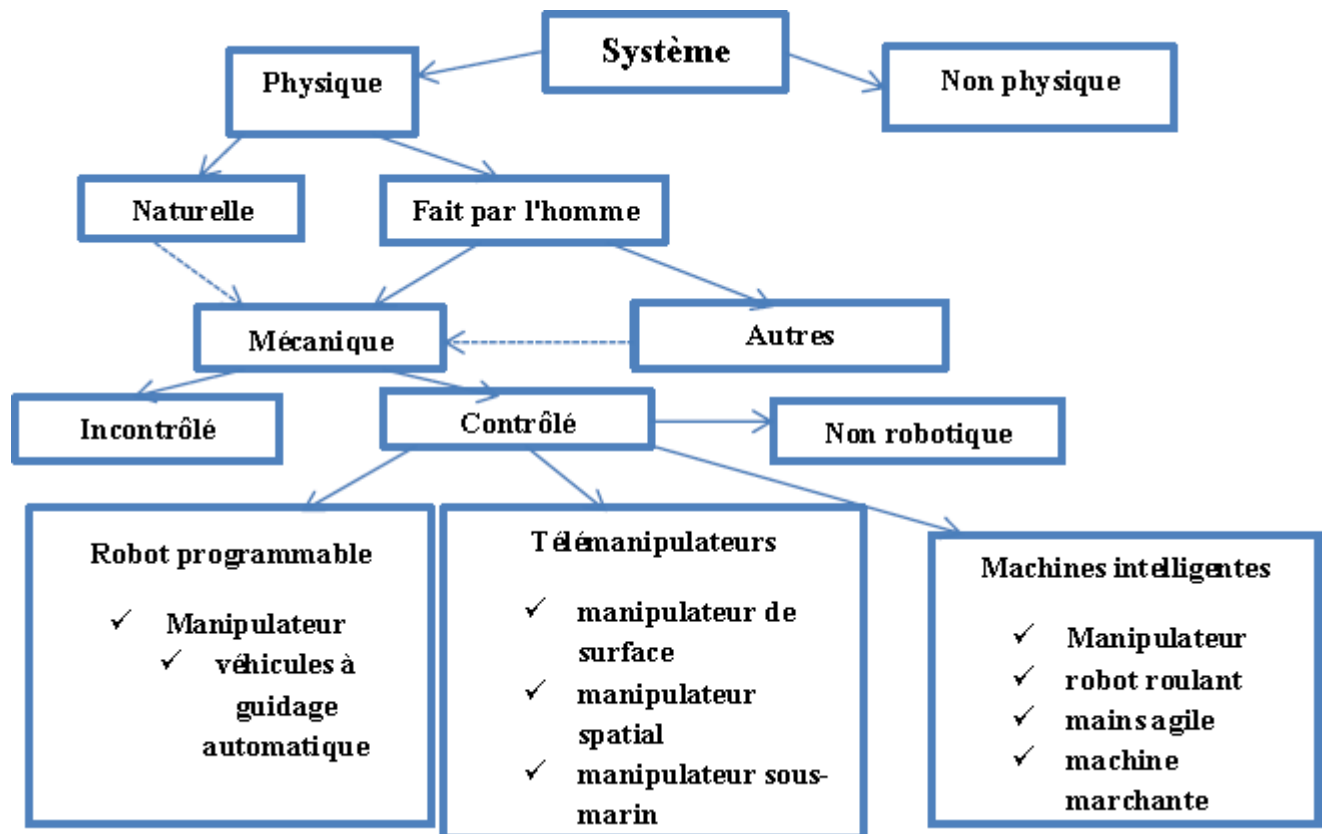 Système
Physique
Non physique
Naturelle
Fait par l'homme
Mécanique
Autres
Incontrôlé
Contrôlé
Non robotique
Robot programmable
✓ Manipulateur
✓ véhicules à
guidage
automatique
Télémanipulateurs
✓ manipulateur de
surface
✓ manipulateur
spatial
✓ manipulateur sous-
marin
Machines intelligentes
✓ Manipulateur
✓ robot roulant
✓ mains agile
✓ machine
marchante